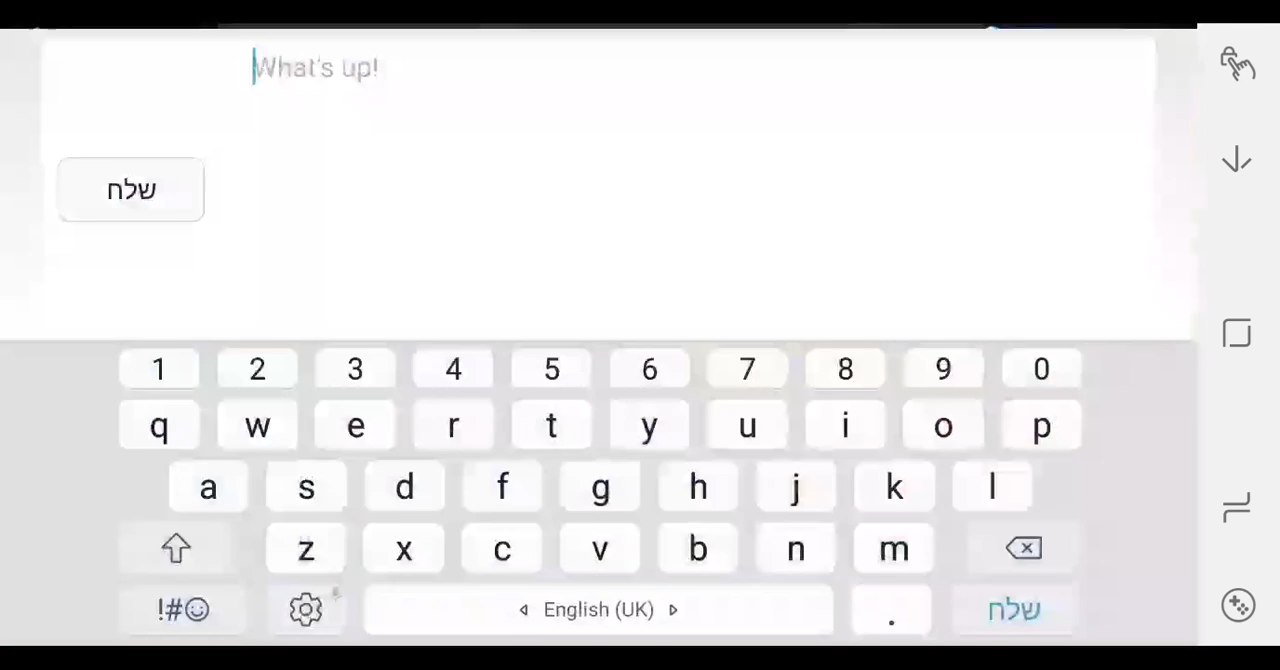 What's up!
שלח
1 2 3 4 5 6 7 8 9 0
q w e r t y u i o p
a s d f g h j k l
z x c v b n m
!#☺ English (UK) . שלח